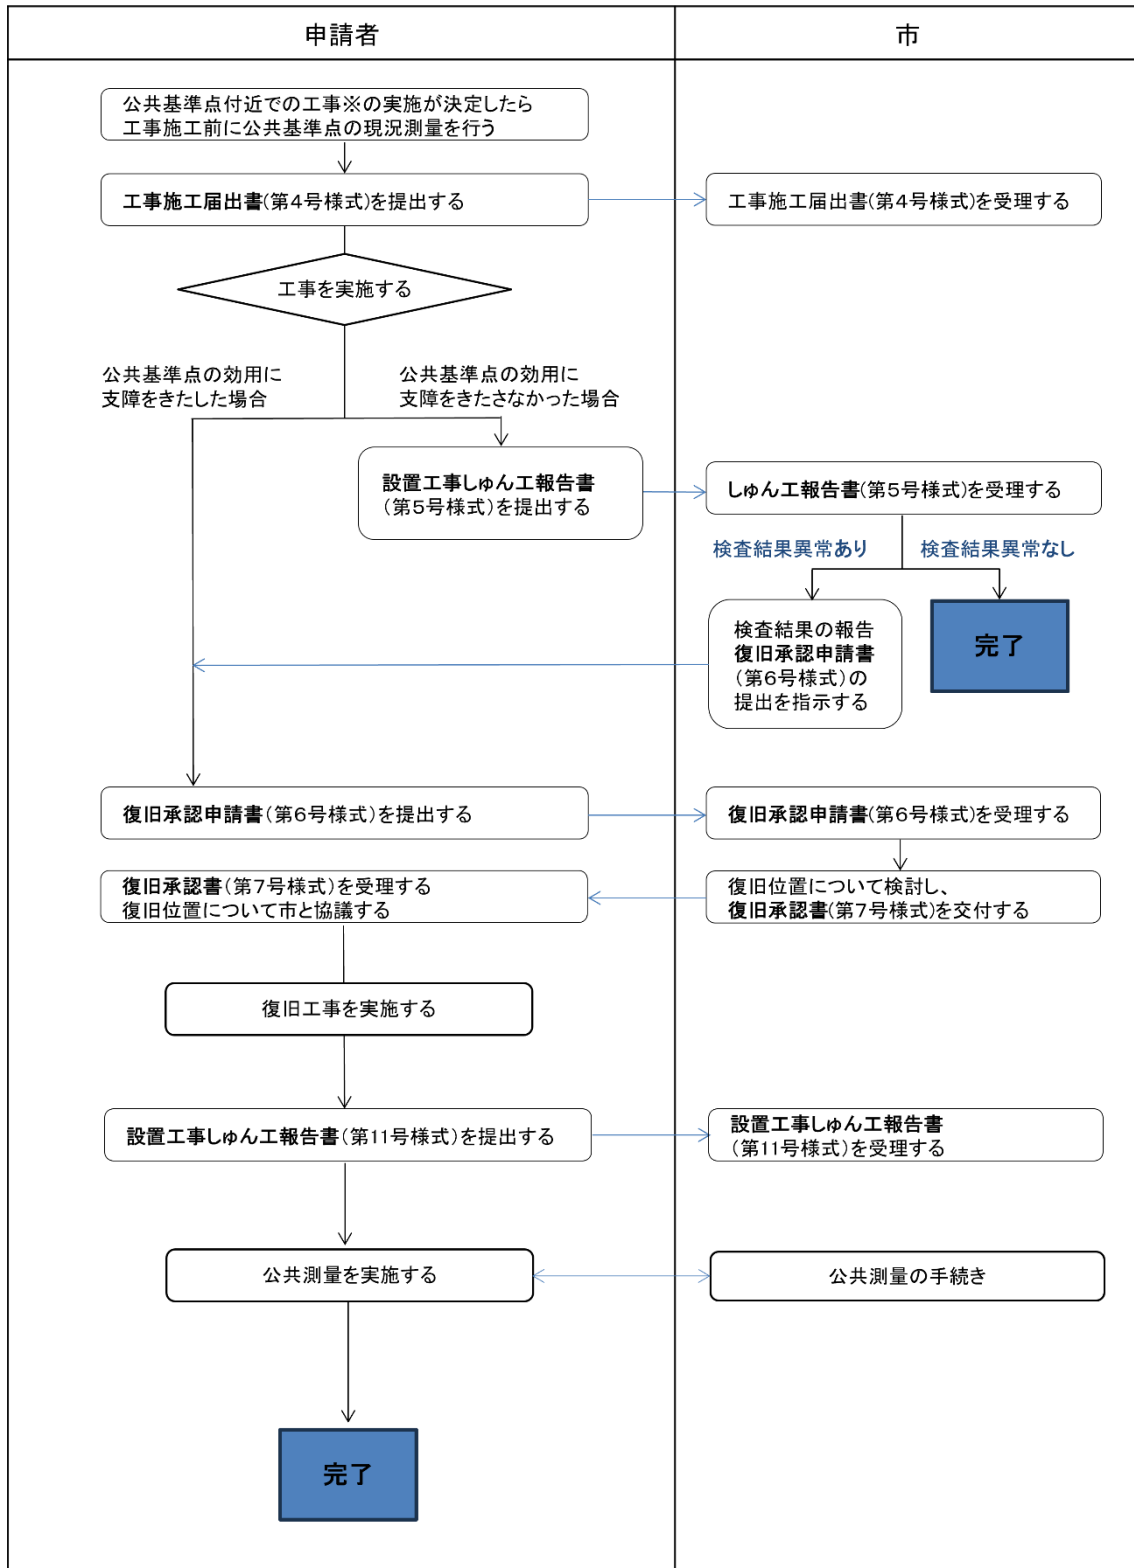 申請者
市
公共基準点付近での工事※の実施が決定したら
工事施工前に公共基準点の現況測量を行う
工事施工届出書(第4号様式)を提出する
工事施工届出書(第4号様式)を受理する
工事を実施する
公共基準点の効用に
支障をきたした場合
公共基準点の効用に
支障をきたさなかった場合
設置工事しゅん工報告書
(第5号様式)を提出する
しゅん工報告書(第5号様式)を受理する
検査結果異常あり
検査結果異常なし
検査結果の報告
復旧承認申請書
(第6号様式)の
提出を指示する
完了
復旧承認申請書(第6号様式)を提出する
復旧承認申請書(第6号様式)を受理する
復旧承認書(第7号様式)を受理する
復旧位置について市と協議する
復旧位置について検討し、
復旧承認書(第7号様式)を交付する
復旧工事を実施する
設置工事しゅん工報告書(第11号様式)を提出する
設置工事しゅん工報告書
(第11号様式)を受理する
公共測量を実施する
公共測量の手続き
完了